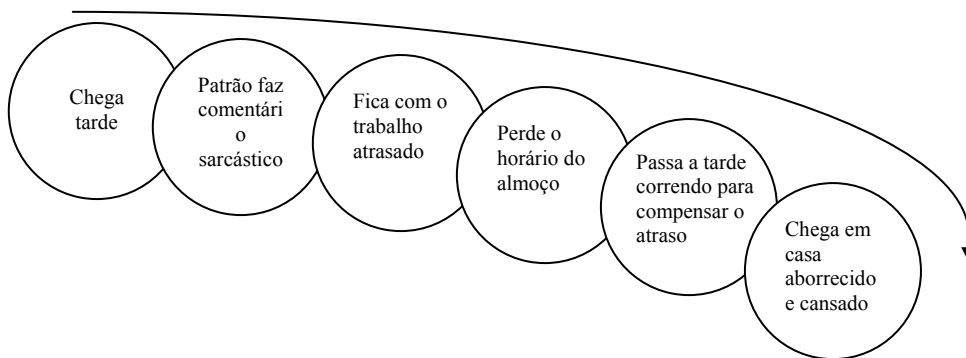 Chega
tarde
Patrão faz
comentári
o
sarcástico
Fica com o
trabalho
atrasado
Perde o
horário do
almoço
Passa a tarde
correndo para
compensar o
atraso
Chega em
casa
aborrecido
e cansado